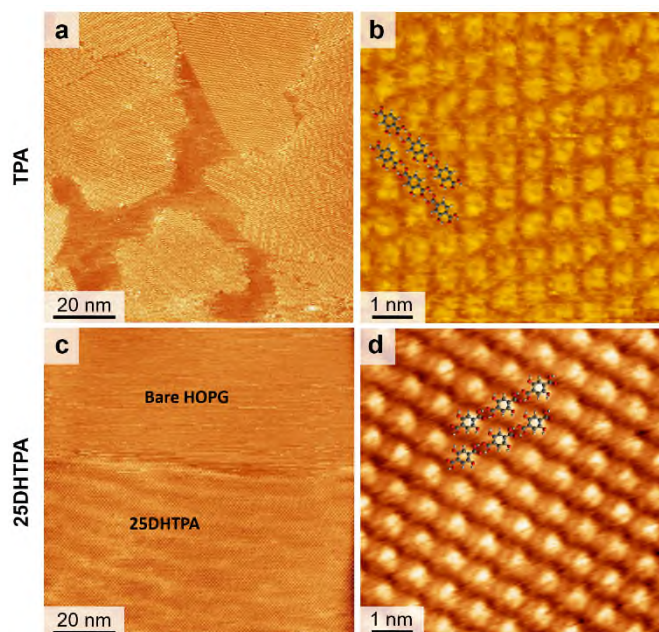 a
b
TPA
20 nm
1 nm
c
d
Bare HOPG
25DHTPA
25DHTPA
20 nm
1 nm